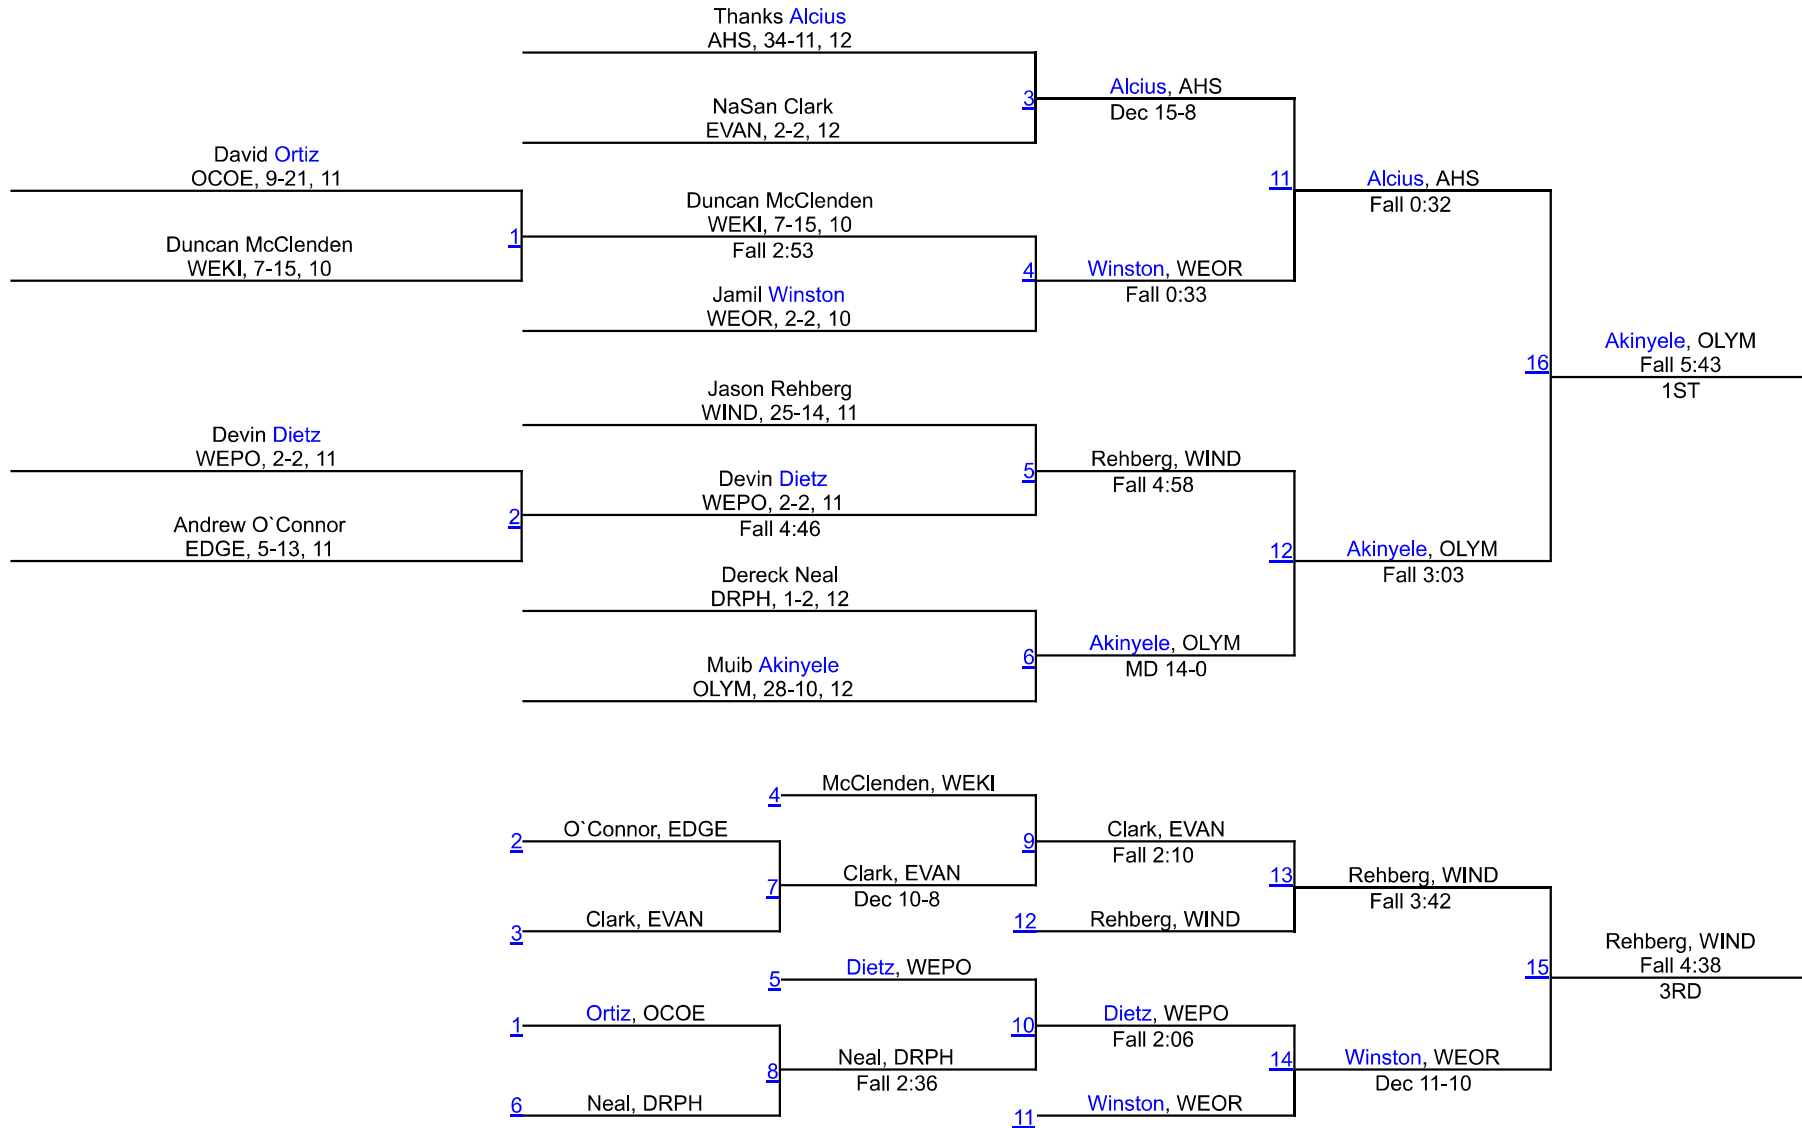 Thanks Alcius
AHS, 34-11, 12
3
Alcius, AHS
Dec 15-8
NaSan Clark
EVAN, 2-2, 12
David Ortiz
OCOE, 9-21, 11
11
Alcius, AHS
Fall 0:32
1
Duncan McClenden
WEKI, 7-15, 10
Fall 2:53
Duncan McClenden
WEKI, 7-15, 10
4
Winston, WEOR
Fall 0:33
Jamil Winston
WEOR, 2-2, 10
16
Akinyele, OLYM
Fall 5:43
1ST
Jason Rehberg
WIND, 25-14, 11
Devin Dietz
WEPO, 2-2, 11
5
Rehberg, WIND
Fall 4:58
2
Devin Dietz
WEPO, 2-2, 11
Fall 4:46
Andrew O`Connor
EDGE, 5-13, 11
12
Akinyele, OLYM
Fall 3:03
Dereck Neal
DRPH, 1-2, 12
6
Akinyele, OLYM
MD 14-0
Muib Akinyele
OLYM, 28-10, 12
4
McClenden, WEKI
2
O`Connor, EDGE
9
Clark, EVAN
Fall 2:10
7
Clark, EVAN
Dec 10-8
13
Rehberg, WIND
Fall 3:42
3
Clark, EVAN
12
Rehberg, WIND
5
Dietz, WEPO
15
Rehberg, WIND
Fall 4:38
3RD
1
Ortiz, OCOE
10
Dietz, WEPO
Fall 2:06
8
Neal, DRPH
Fall 2:36
14
Winston, WEOR
Dec 11-10
6
Neal, DRPH
11
Winston, WEOR